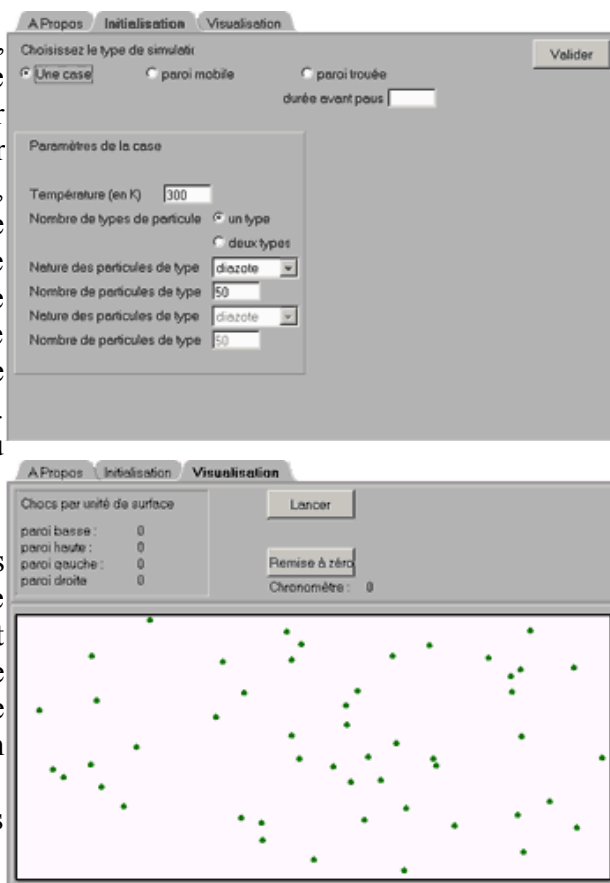 A Propos Initialisation Visualisation
Choisissez le type de simulati
Valider
Une case paroi mobile paroi trouée
durée avant paus
Paramètres de la case
Température (en K) 300
Nombre de types de particule un type
deux types
Nature des particules de type diazote
Nombre de particules de type 50
Nature des particules de type diazote
Nombre de particules de type 50
A Propos Initialisation Visualisation
Chocs par unité de surface
Lancer
paroi basse : 0
paroi haute : 0
paroi gauche : 0
paroi droite 0
Remise à zéro
Chronomètre : 0